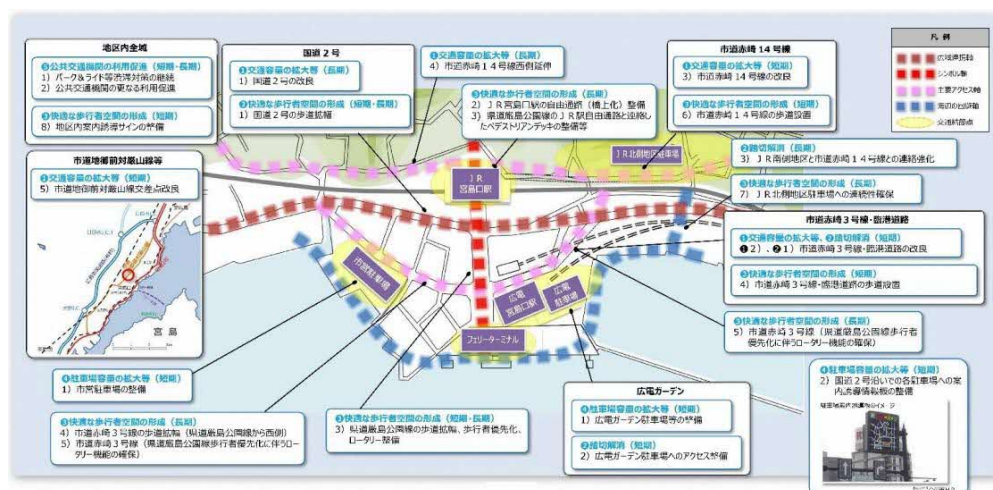 地区内全域
❺公共交通機関の利用促進（短期・長期）
1）パーク&ライド等渋滞対策の継続
2）公共交通機関の更なる利用促進
❸快適な歩行者空間の形成（短期）
8）地区内案内誘導サインの整備
国道２号
❶交通容量の拡大等（長期）
1）国道２号の改良
❸快適な歩行者空間の形成（短期・長期）
1）国道２号の歩道拡幅
❶交通容量の拡大等（長期）
4）市道赤崎１４号線西側延伸
❸快適な歩行者空間の形成（長期）
2）ＪＲ宮島口駅の自由通路（橋上化）整備
3）県道厳島公園線のＪＲ駅自由通路と連絡し
たペデストリアンデッキの整備等
市道赤崎14号線
❶交通容量の拡大等（短期）
3）市道赤崎14号線の改良
❸快適な歩行者空間の形成（短期）
6）市道赤崎14号線の歩道設置
凡 例
広域連携軸
シンボル軸
主要アクセス軸
海辺の回遊軸
交通結節点
ＪＲ北側地区駐車場
❷踏切解消（長期）
3）ＪＲ南側地区と市道赤崎１４号線との連絡強化
❸快適な歩行者空間の形成（長期）
7）ＪＲ北側地区駐車場への連続性確保
市道地御前対厳山線等
❶交通容量の拡大等（短期）
5）市道地御前対厳山線交差点改良
宮 島
ＪＲ
宮島口駅
市営駐車場
広電
宮島口駅
広電
駐車場
フェリーターミナル
市道赤崎３号線・臨港道路
❶交通容量の拡大等、❷踏切解消（短期）
❶2）、❷1）市道赤崎３号線・臨港道路の改良
❸快適な歩行者空間の形成（短期）
4）市道赤崎３号線・臨港道路の歩道設置
❸快適な歩行者空間の形成（長期）
5）市道赤崎３号線（県道厳島公園線歩行者
優先化に伴うロータリー機能の確保）
❹駐車場容量の拡大等（短期）
1）市営駐車場の整備
❸快適な歩行者空間の形成（長期）
4）市道赤崎３号線の歩道拡幅（県道厳島公園線から西側）
5）市道赤崎３号線（県道厳島公園線歩行者優先化に伴うロー
タリー機能の確保）
❸快適な歩行者空間の形成（短期・長期）
3）県道厳島公園線の歩道拡幅、歩行者優先化、
ロータリー整備
広電ガーデン
❹駐車場容量の拡大等（短期）
1）広電ガーデン駐車場等の整備
❷踏切解消（短期）
2）広電ガーデン駐車場へのアクセス整備
❹駐車場容量の拡大等（短期）
2）国道２号沿いでの各駐車場への案
内誘導情報板の整備